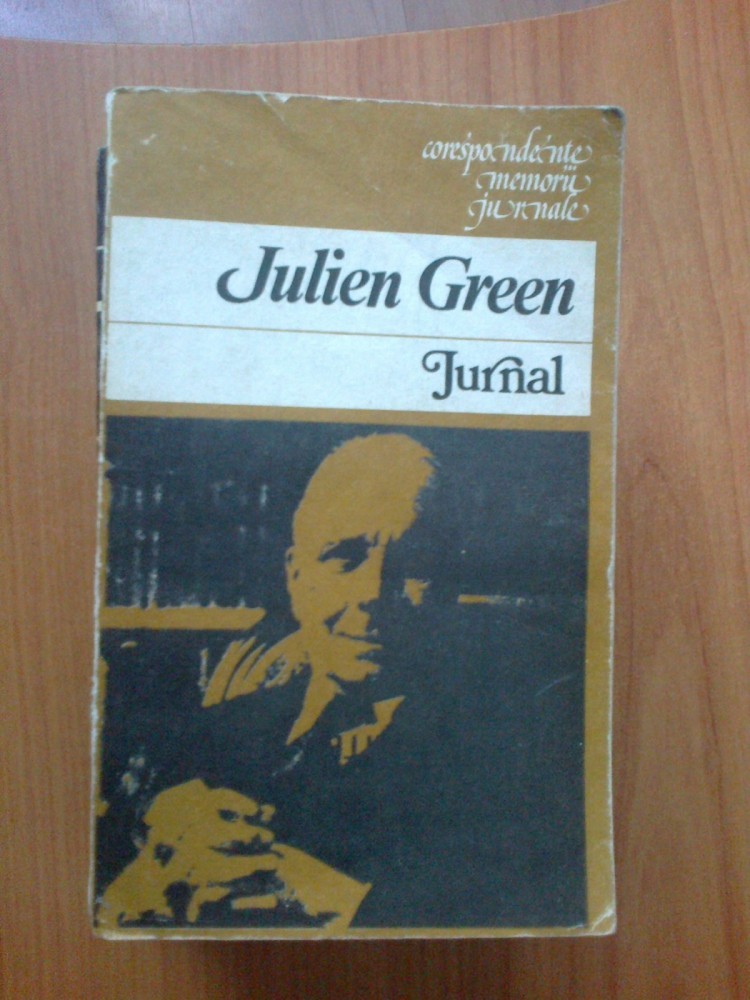 corespondențe
memorii
jurnale
Julien Green
Jurnal